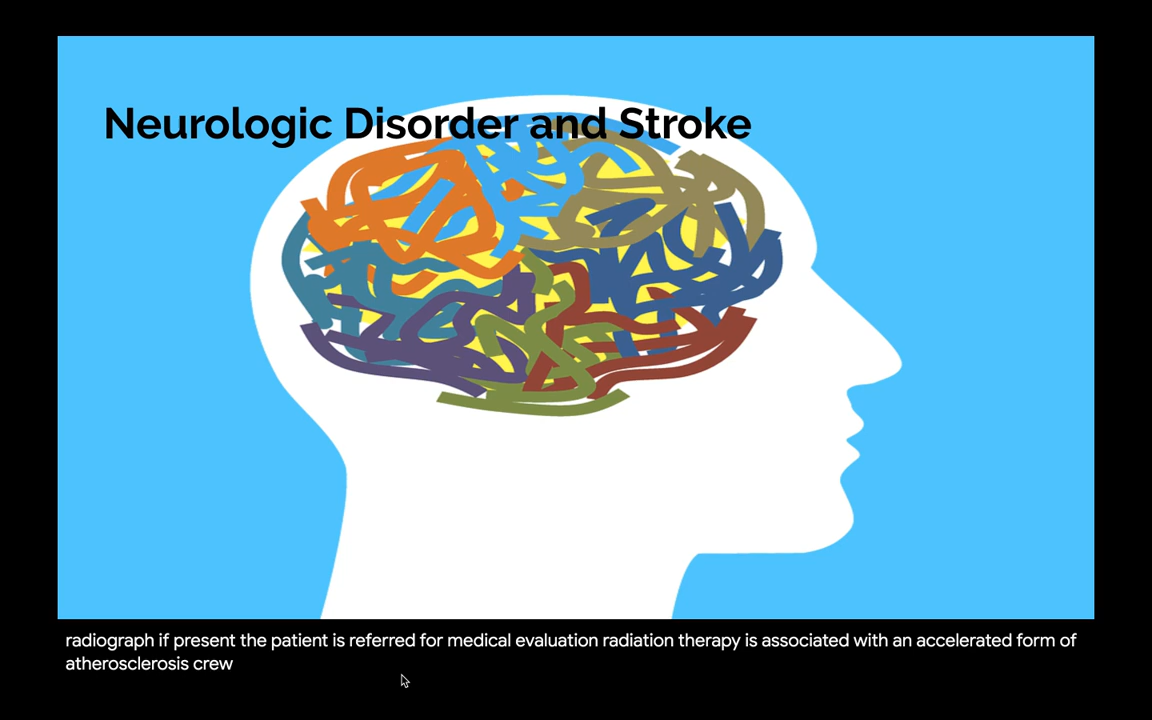 Neurologic Disorder and Stroke
radiograph if present the patient is referred for medical evaluation radiation therapy is associated with an accelerated form of
atherosclerosis crew